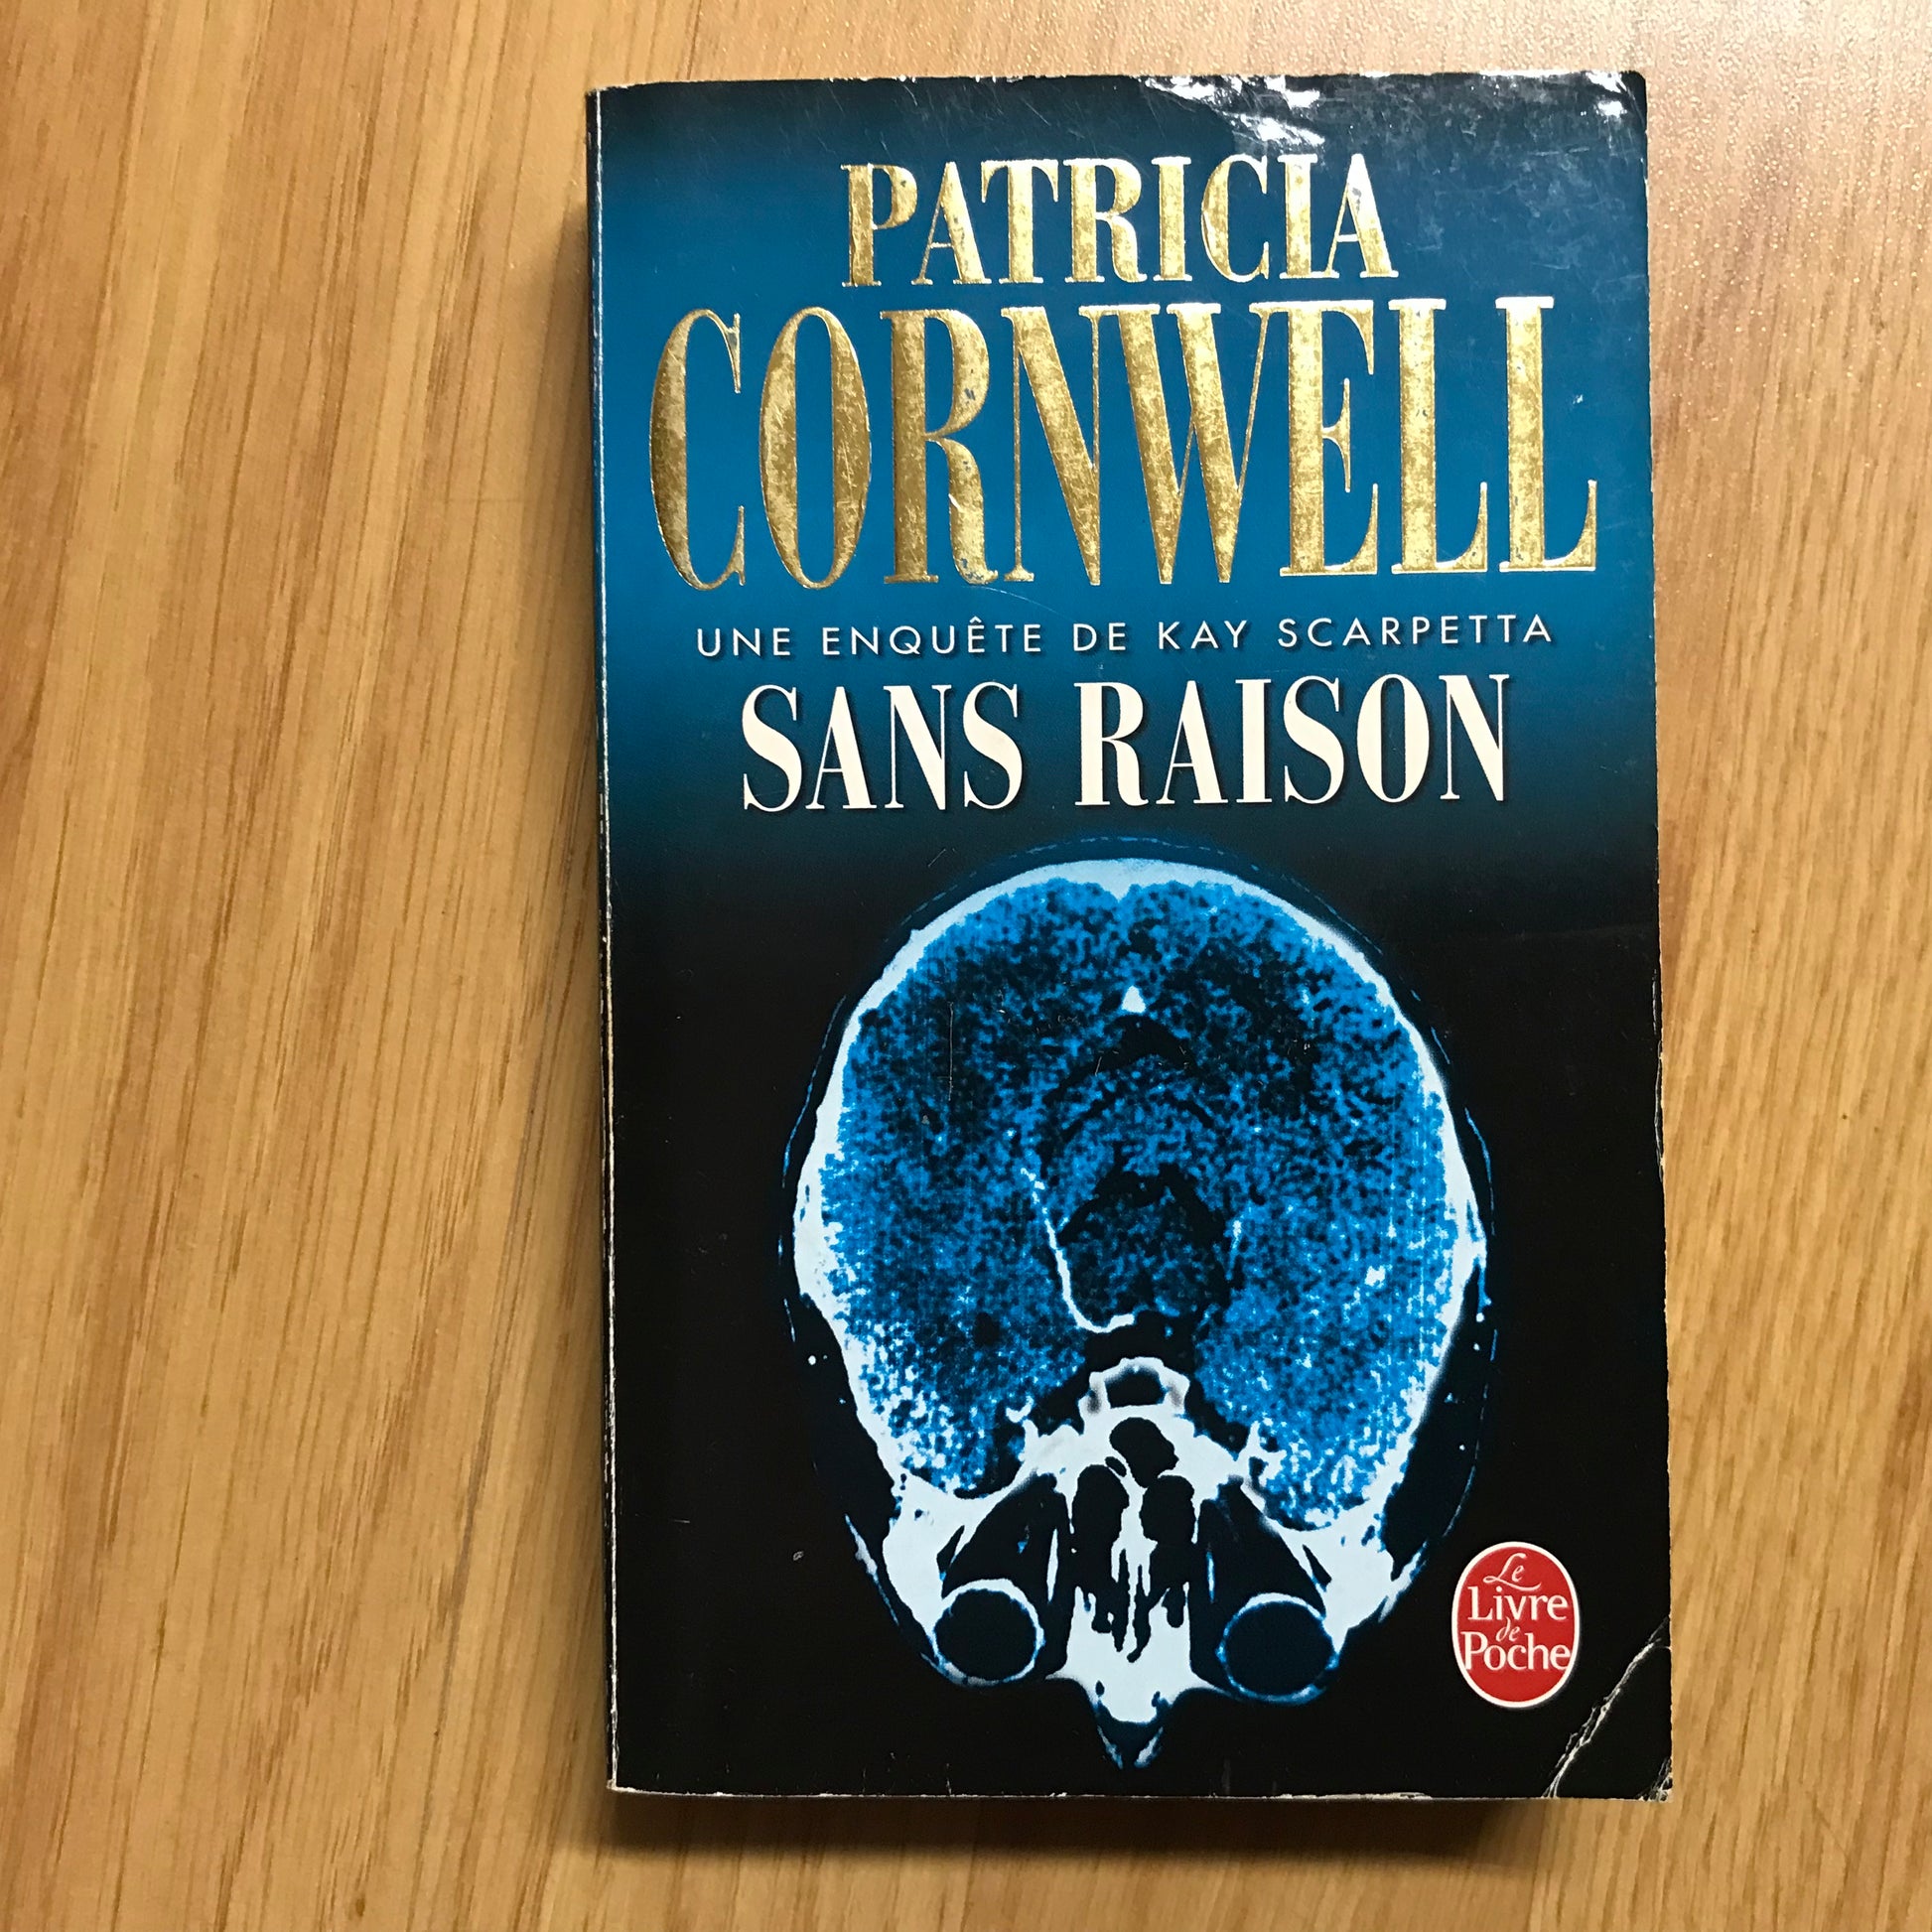 PATRICIA
CORNWELL
UNE ENQUÊTE DE KAY SCARPETTA
SANS RAISON
Le
Livre
de
Poche